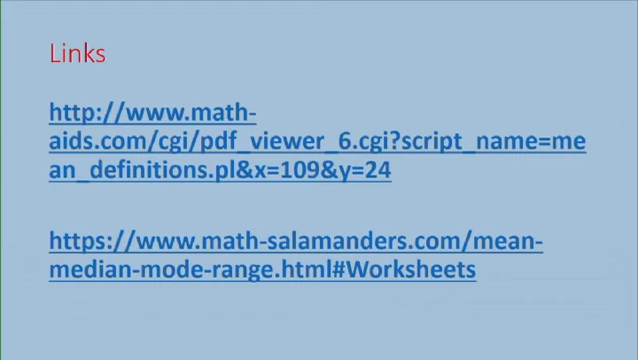 Links
http://www.math-
aids.com/cgi/pdf_viewer_6.cgi?script_name=me
an_definitions.pl&x=109&y=24
https://www.math-salamanders.com/mean-
median-mode-range.html#Worksheets